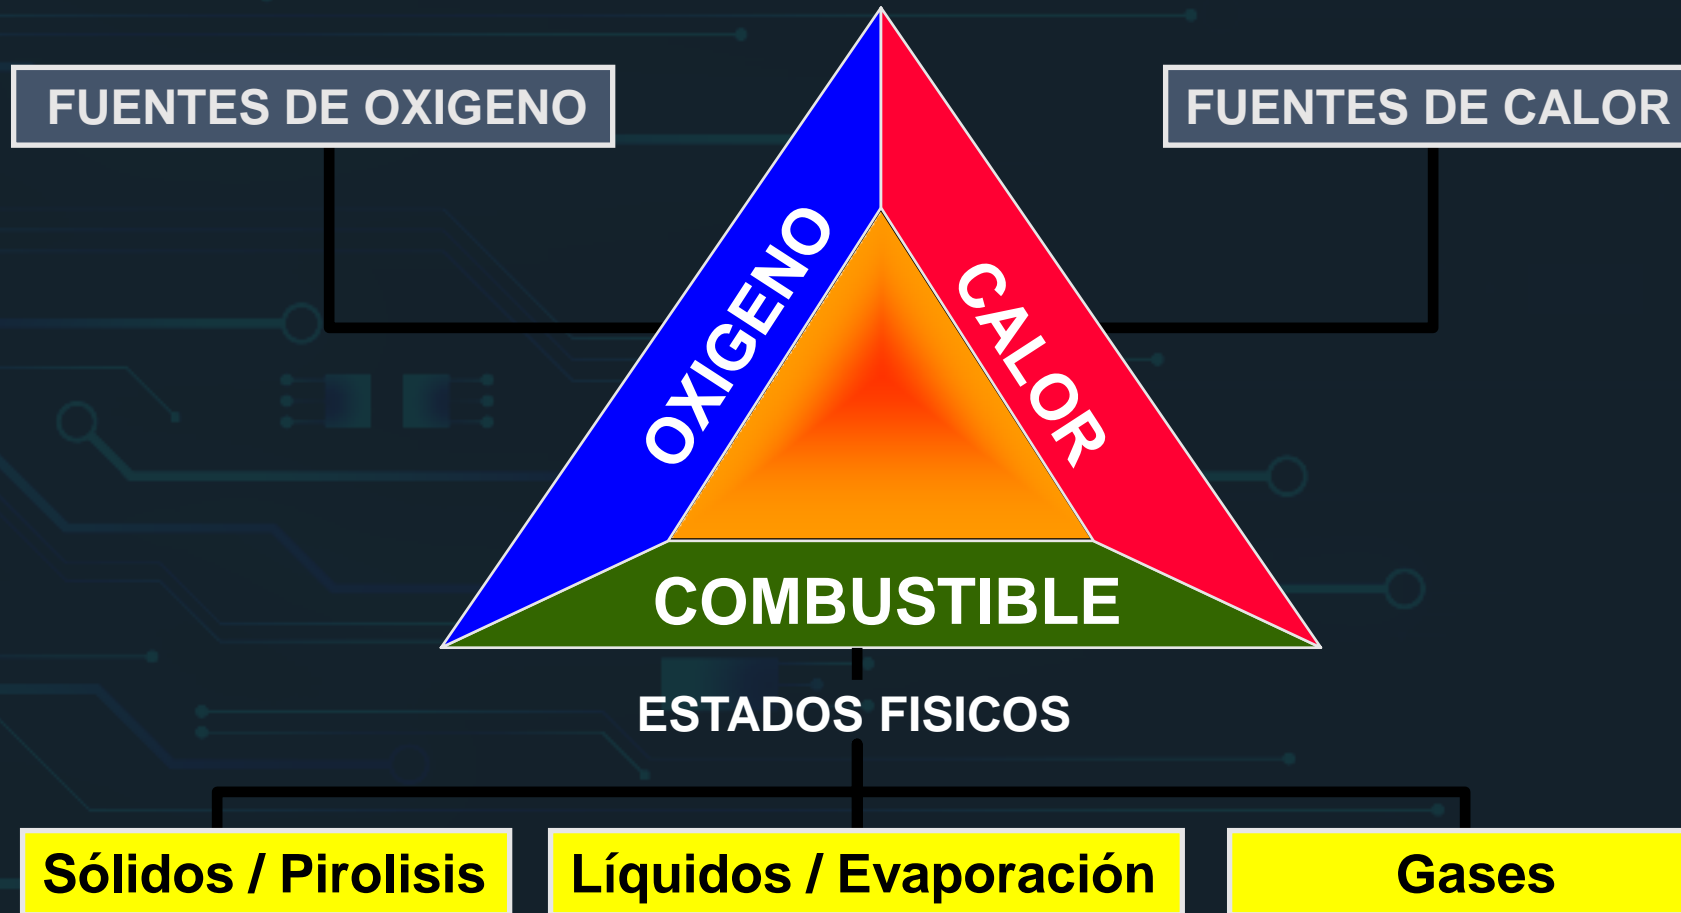 FUENTES DE OXIGENO
FUENTES DE CALOR
OXIGENO
CALOR
COMBUSTIBLE
ESTADOS FISICOS
Sólidos / Pirolisis
Líquidos / Evaporación
Gases